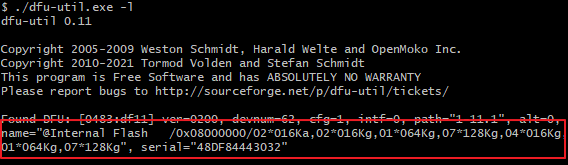 $ ./dfu-util.exe -l
dfu-util 0.11
Copyright 2005-2009 Weston Schmidt, Harald Welte and OpenMoko Inc.
Copyright 2010-2021 Tormod Volden and Stefan Schmidt
This program is Free Software and has ABSOLUTELY NO WARRANTY
Please report bugs to http://sourceforge.net/p/dfu-util/tickets/
Found DFU: [0483:df11] ver=0200, devnum=62, cfg=1, intf=0, path="1-11.1", alt=0,
name="@Internal Flash   /0x08000000/02*016Ka,02*016Kg,01*064Kg,07*128Kg,04*016Kg
01*064Kg,07*128Kg", serial="48DF84443032"